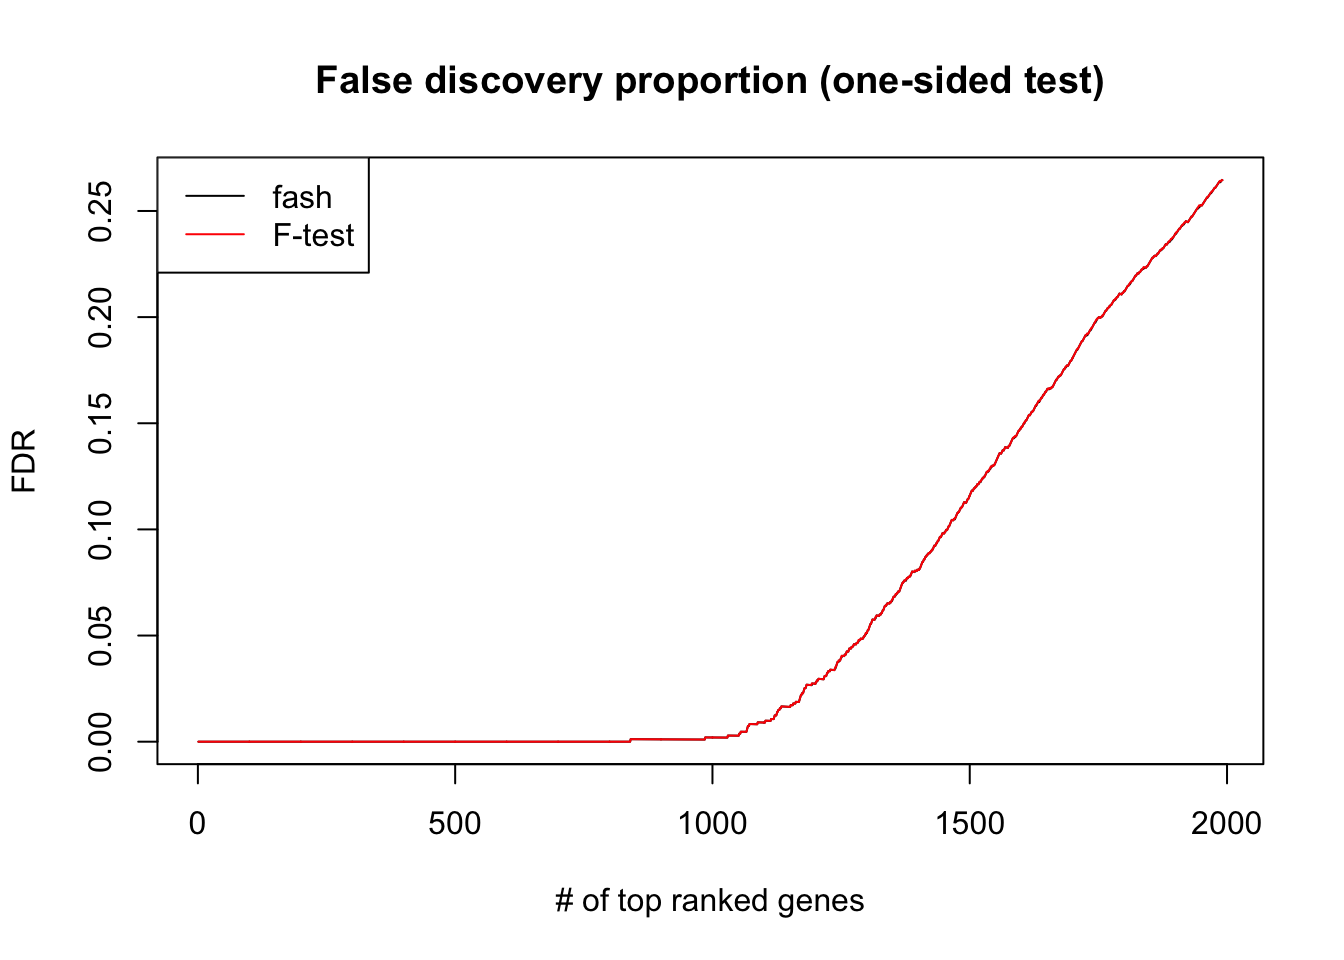 False discovery proportion (one-sided test)
fash
F-test
0.25
0.20
0.15
0.10
0.05
0.00
FDR
0 500 1000 1500 2000
# of top ranked genes